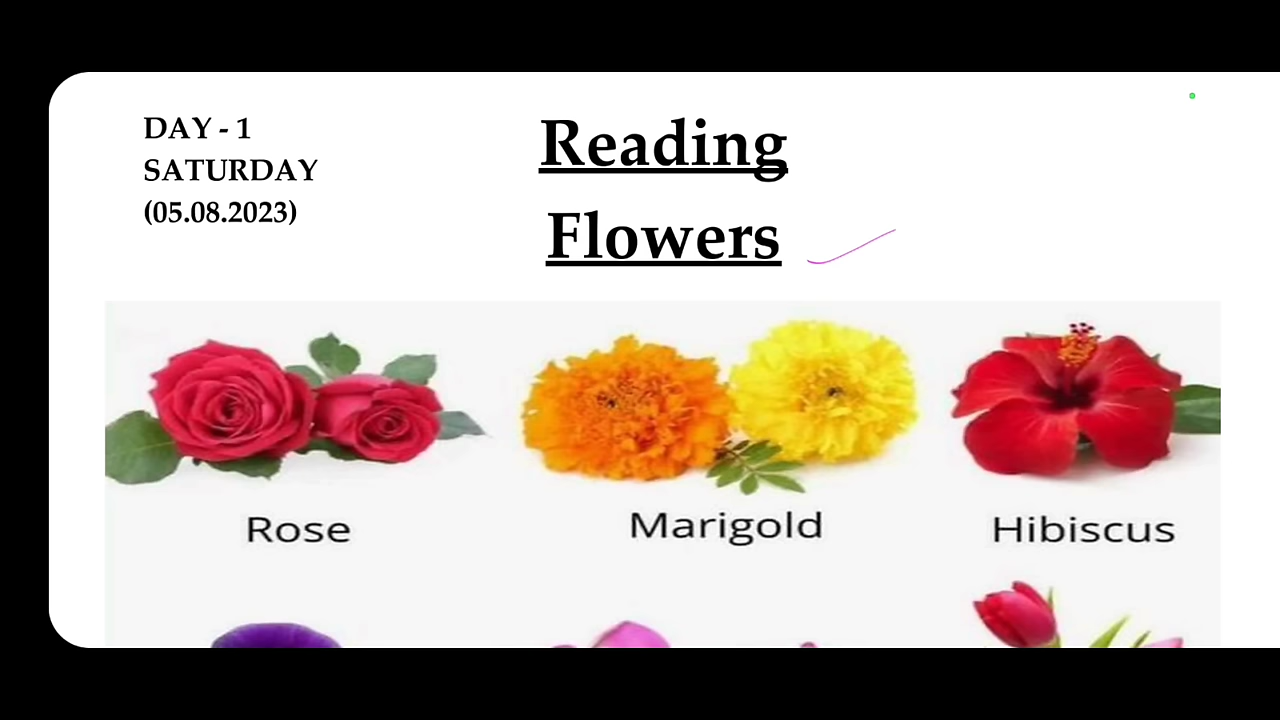 DAY - 1
SATURDAY
(05.08.2023)
Reading
Flowers
Rose
Marigold
Hibiscus